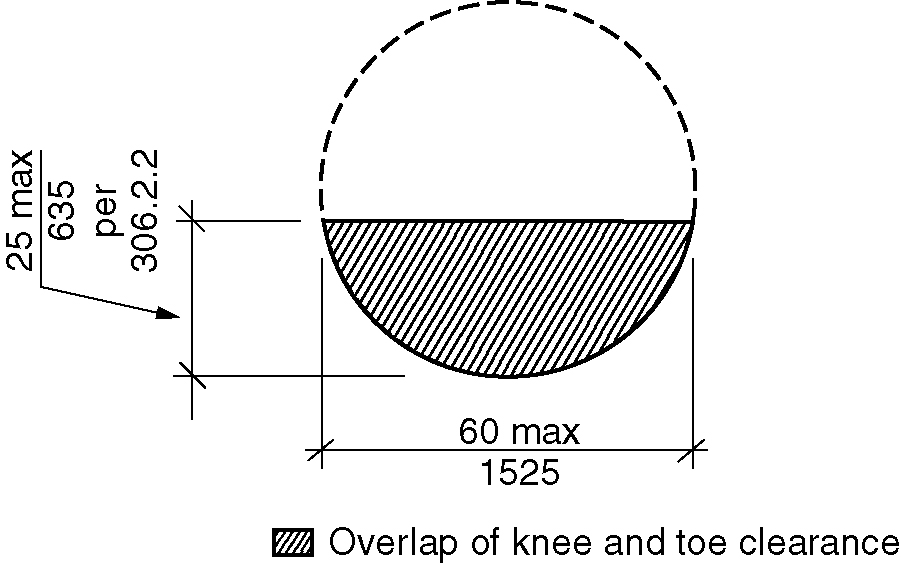 25 max
635
per
306.2.2
60 max
1525
Overlap of knee and toe clearance